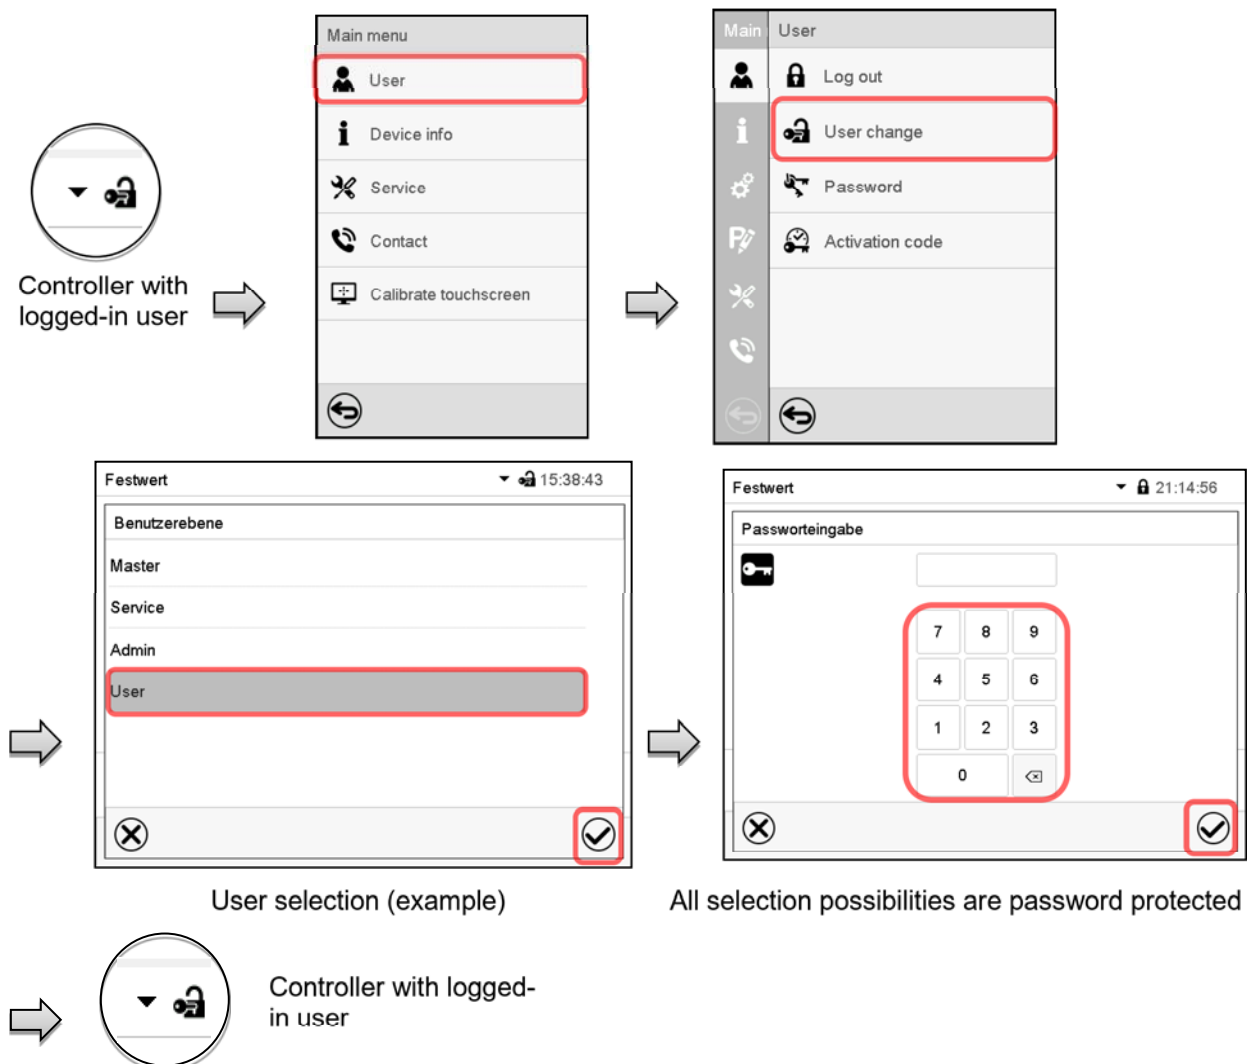 Main menu
User
Device info
Service
Contact
Calibrate touchscreen
Controller with
logged-in user
Main
User
Log out
User change
Password
Activation code
Festwert 15:38:43
Benutzerebene
Master
Service
Admin
User
User selection (example)
Festwert 21:14:56
Passworteingabe
7 8 9
4 5 6
1 2 3
0
All selection possibilities are password protected
Controller with logged-
in user